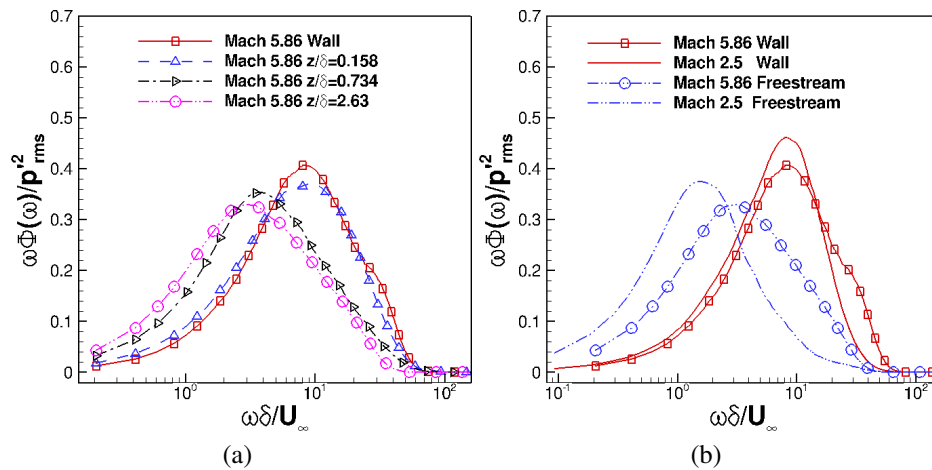 0.7
0.6
0.5
0.4
0.3
0.2
0.1
0
ωΦ(ω)/p'²rms
Mach 5.86 Wall
Mach 5.86 z/δ=0.158
Mach 5.86 z/δ=0.734
Mach 5.86 z/δ=2.63
10⁰ 10¹ 10²
ωδ/U∞
(a)
0.7
0.6
0.5
0.4
0.3
0.2
0.1
0
ωΦ(ω)/p'²rms
Mach 5.86 Wall
Mach 2.5 Wall
Mach 5.86 Freestream
Mach 2.5 Freestream
10⁻¹ 10⁰ 10¹ 10²
ωδ/U∞
(b)